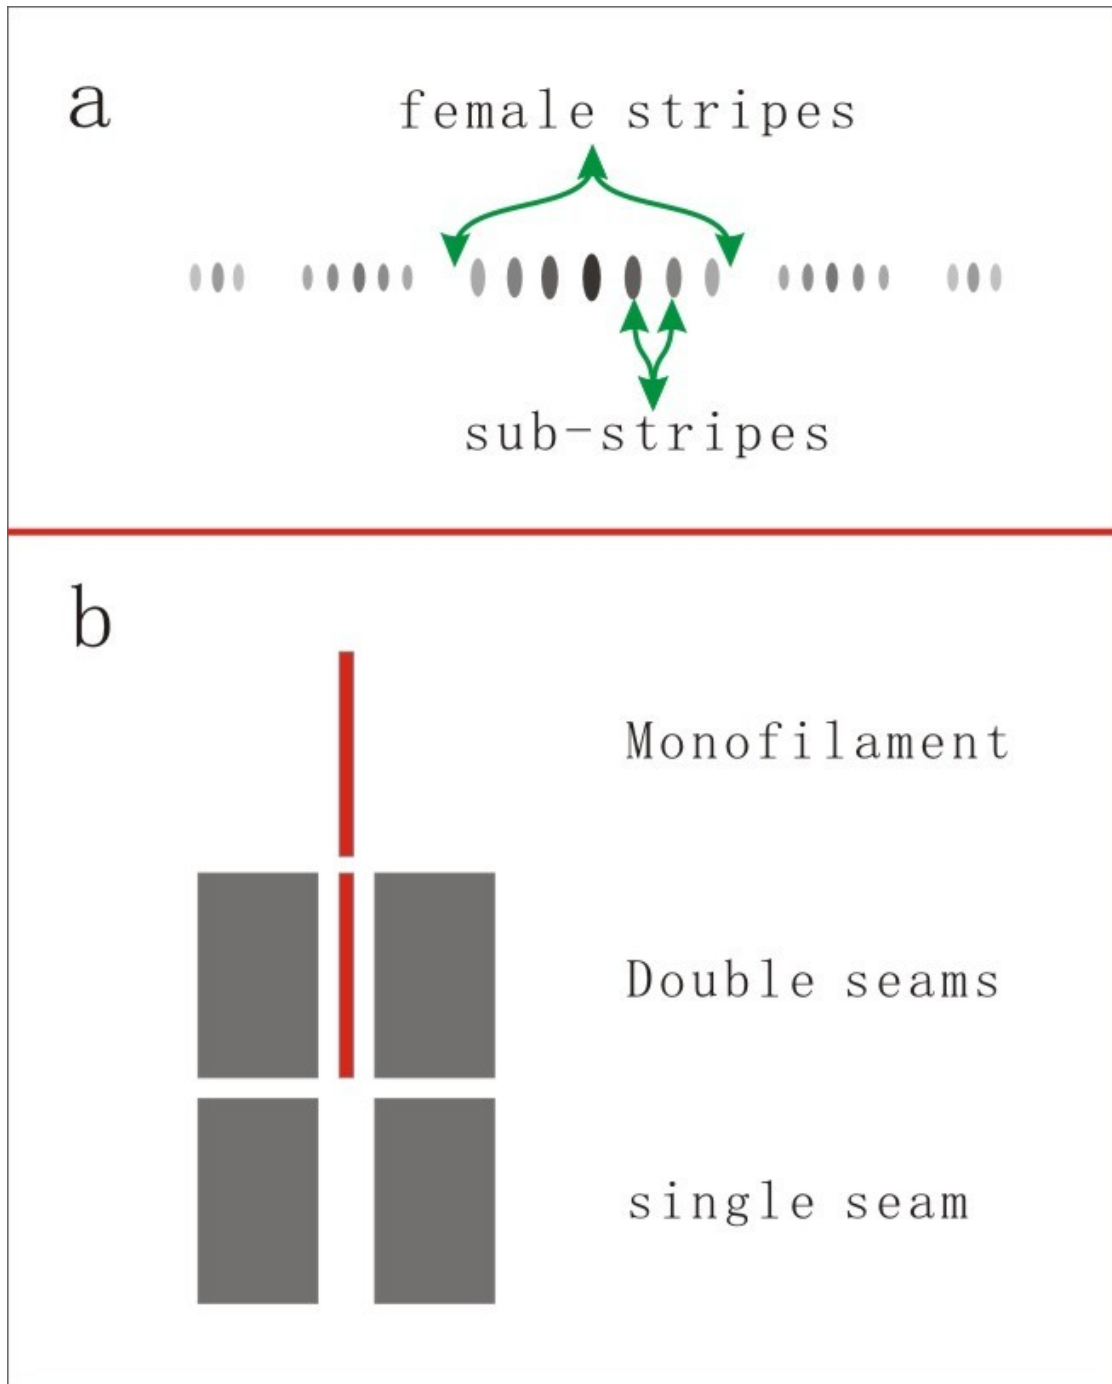 a
female stripes
sub-stripes
b
Monofilament
Double seams
single seam